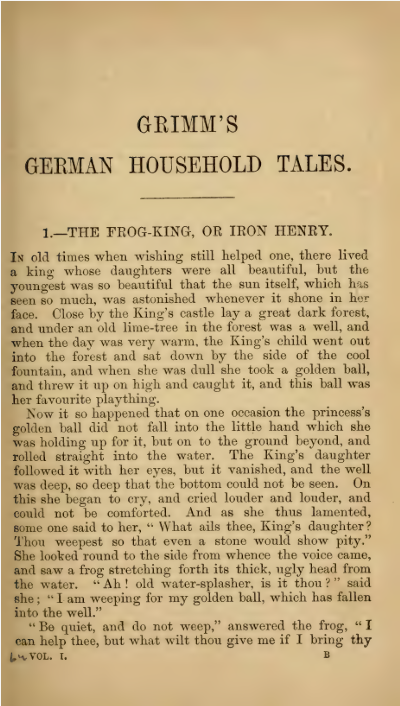 GRIMM'S
GERMAN HOUSEHOLD TALES.
1.—THE FROG-KING, OR IRON HENRY.
In old times when wishing still helped one, there lived
a king whose daughters were all beautiful, but the
youngest was so beautiful that the sun itself, which has
seen so much, was astonished whenever it shone in her
face. Close by the King's castle lay a great dark forest,
and under an old lime-tree in the forest was a well, and
when the day was very warm, the King's child went out
into the forest and sat down by the side of the cool
fountain, and when she was dull she took a golden ball,
and threw it up on high and caught it, and this ball was
her favourite plaything.
Now it so happened that on one occasion the princess's
golden ball did not fall into the little hand which she
was holding up for it, but on to the ground beyond, and
rolled straight into the water. The King's daughter
followed it with her eyes, but it vanished, and the well
was deep, so deep that the bottom could not be seen. On
this she began to cry, and cried louder and louder, and
could not be comforted. And as she thus lamented,
some one said to her, “ What ails thee, King's daughter?
Thou weepest so that even a stone would show pity.”
She looked round to the side from whence the voice came,
and saw a frog stretching forth its thick, ugly head from
the water. “Ah! old water-splasher, is it thou?” said
she; “I am weeping for my golden ball, which has fallen
into the well.”
“Be quiet, and do not weep,” answered the frog, “I
can help thee, but what wilt thou give me if I bring thy
VOL. I. B